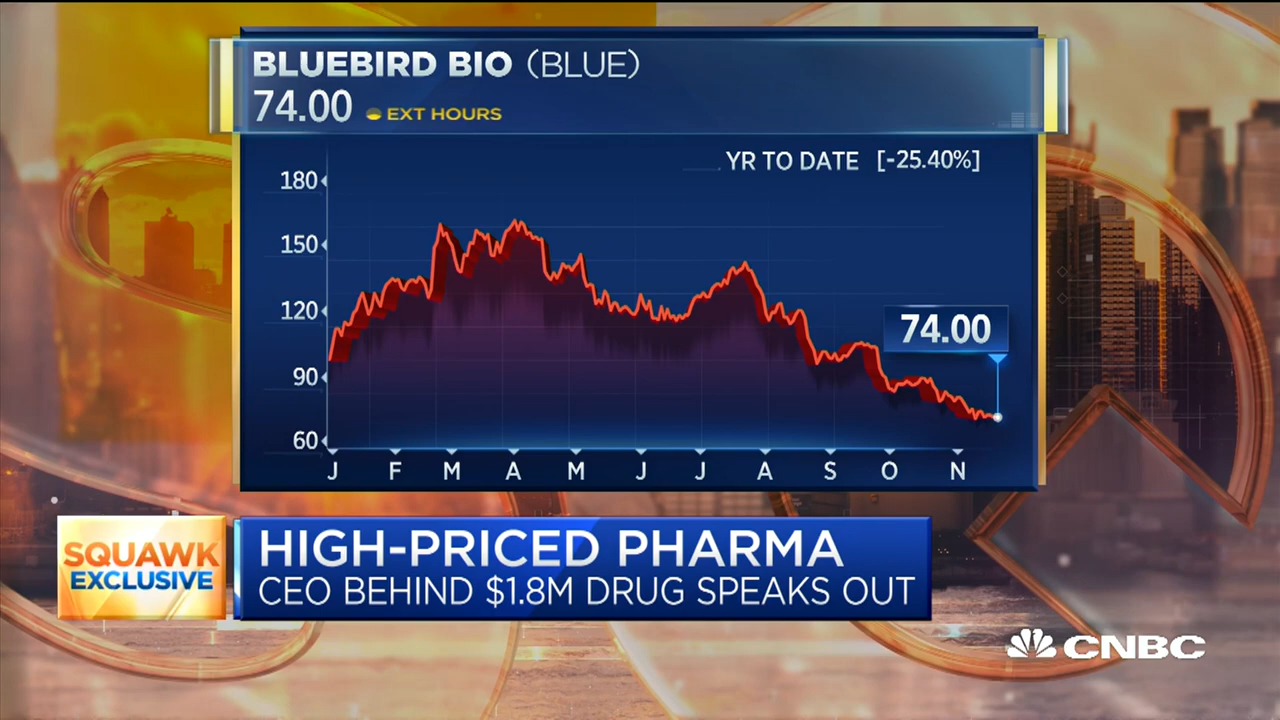 BLUEBIRD BIO (BLUE)
74.00 EXT HOURS
YR TO DATE [-25.40%]
180
150
120
90
60
74.00
J F M A M J J A S O N
SQUAWK
EXCLUSIVE
HIGH-PRICED PHARMA
CEO BEHIND $1.8M DRUG SPEAKS OUT
CNBC